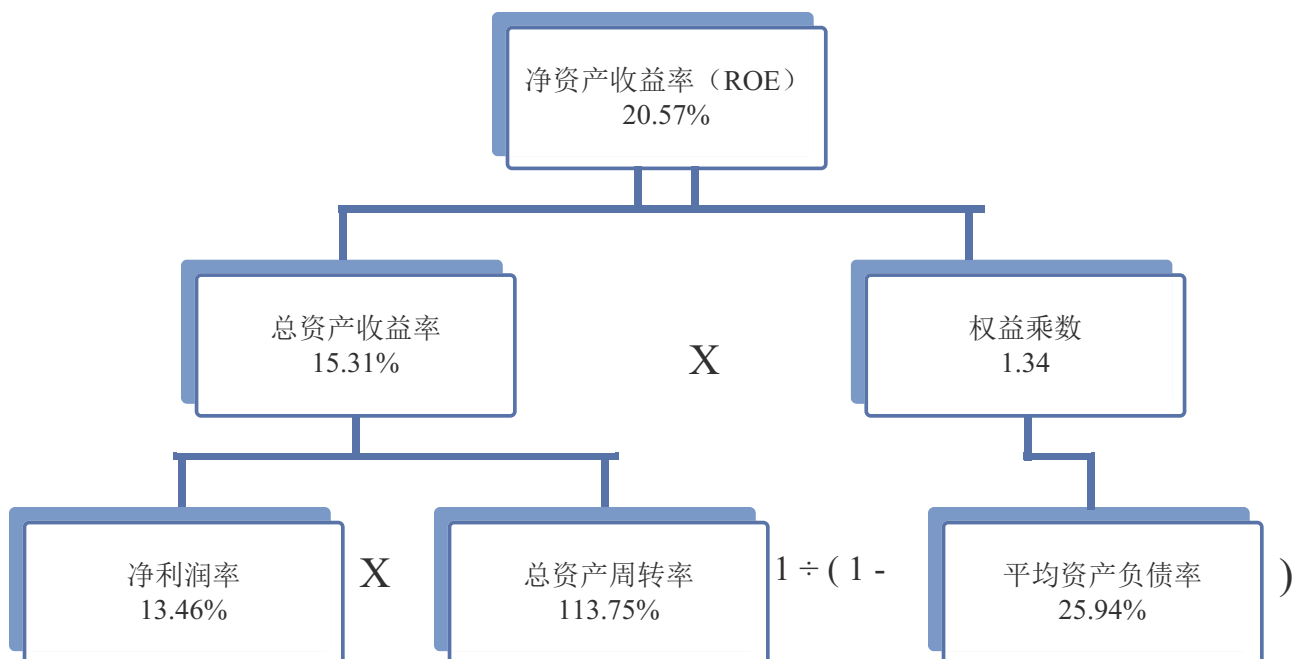 净资产收益率（ROE）
20.57%
总资产收益率
15.31%
X
权益乘数
1.34
净利润率
13.46%
X
总资产周转率
113.75%
1 ÷ ( 1 -
平均资产负债率
25.94%
)